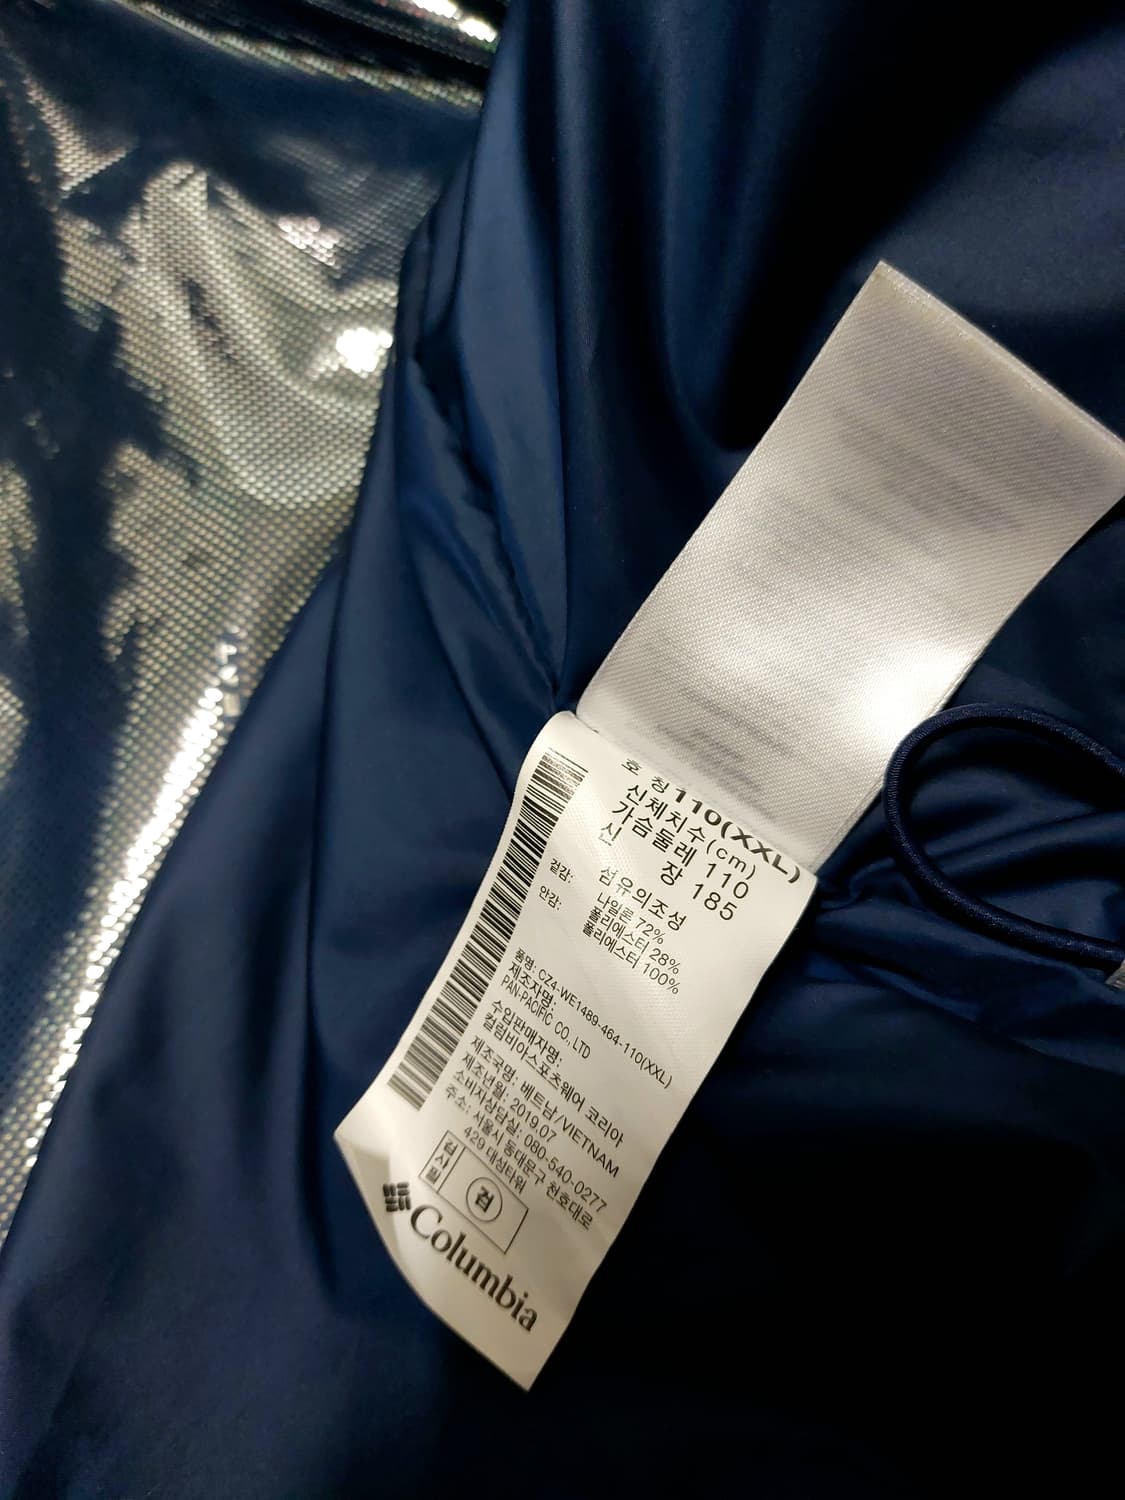 호 칭 110(XXL)
신체치수(cm)
가슴둘레 110
신 장 185
섬유의조성
겉감: 나일론 72%
폴리에스터 28%
안감: 폴리에스터 100%
품명: CZ4-WE1489-464-110(XXL)
제조자명:
PAN-PACIFIC CO., LTD
수입판매자명:
컬럼비아스포츠웨어 코리아
제조국명: 베트남/VIETNAM
제조년월: 2019.07
소비자상담실: 080-540-0277
주소: 서울시 동대문구 천호대로
429 대상타워
검사필 검
Columbia